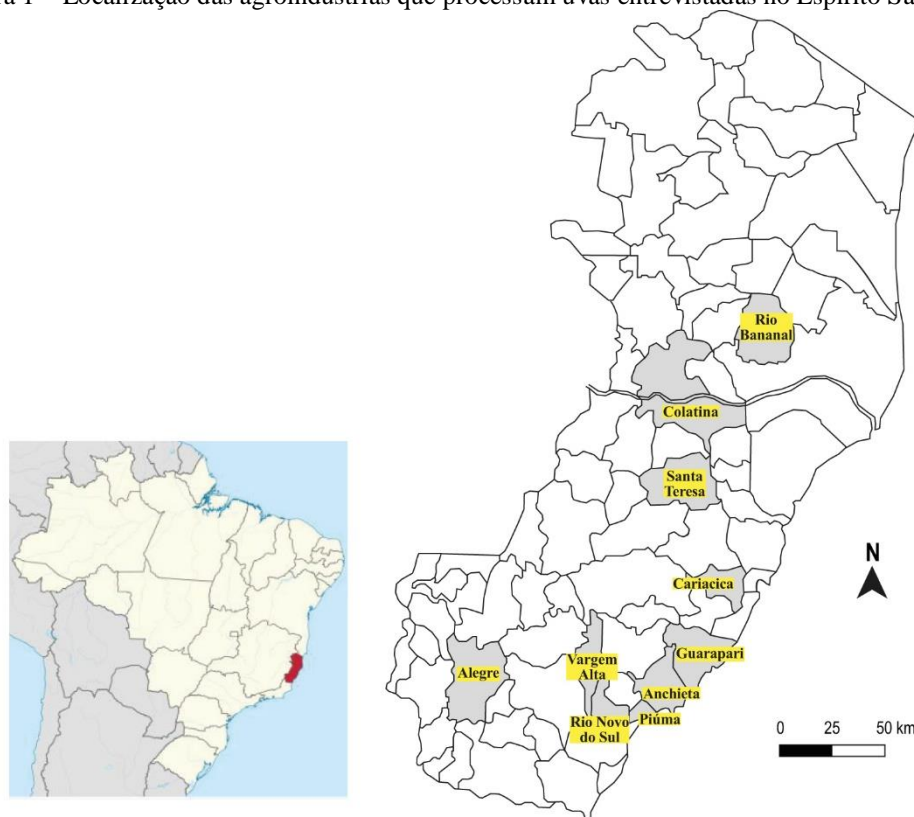 Localização das agroindústrias que processam uvas entrevistadas no Espírito
Rio
Bananal
Colatina
Santa
Teresa
Cariacica
N
Guarapari
Vargem
Alta
Alegre
Anchieta
Piúma
Rio Novo
do Sul
0 25 50 km